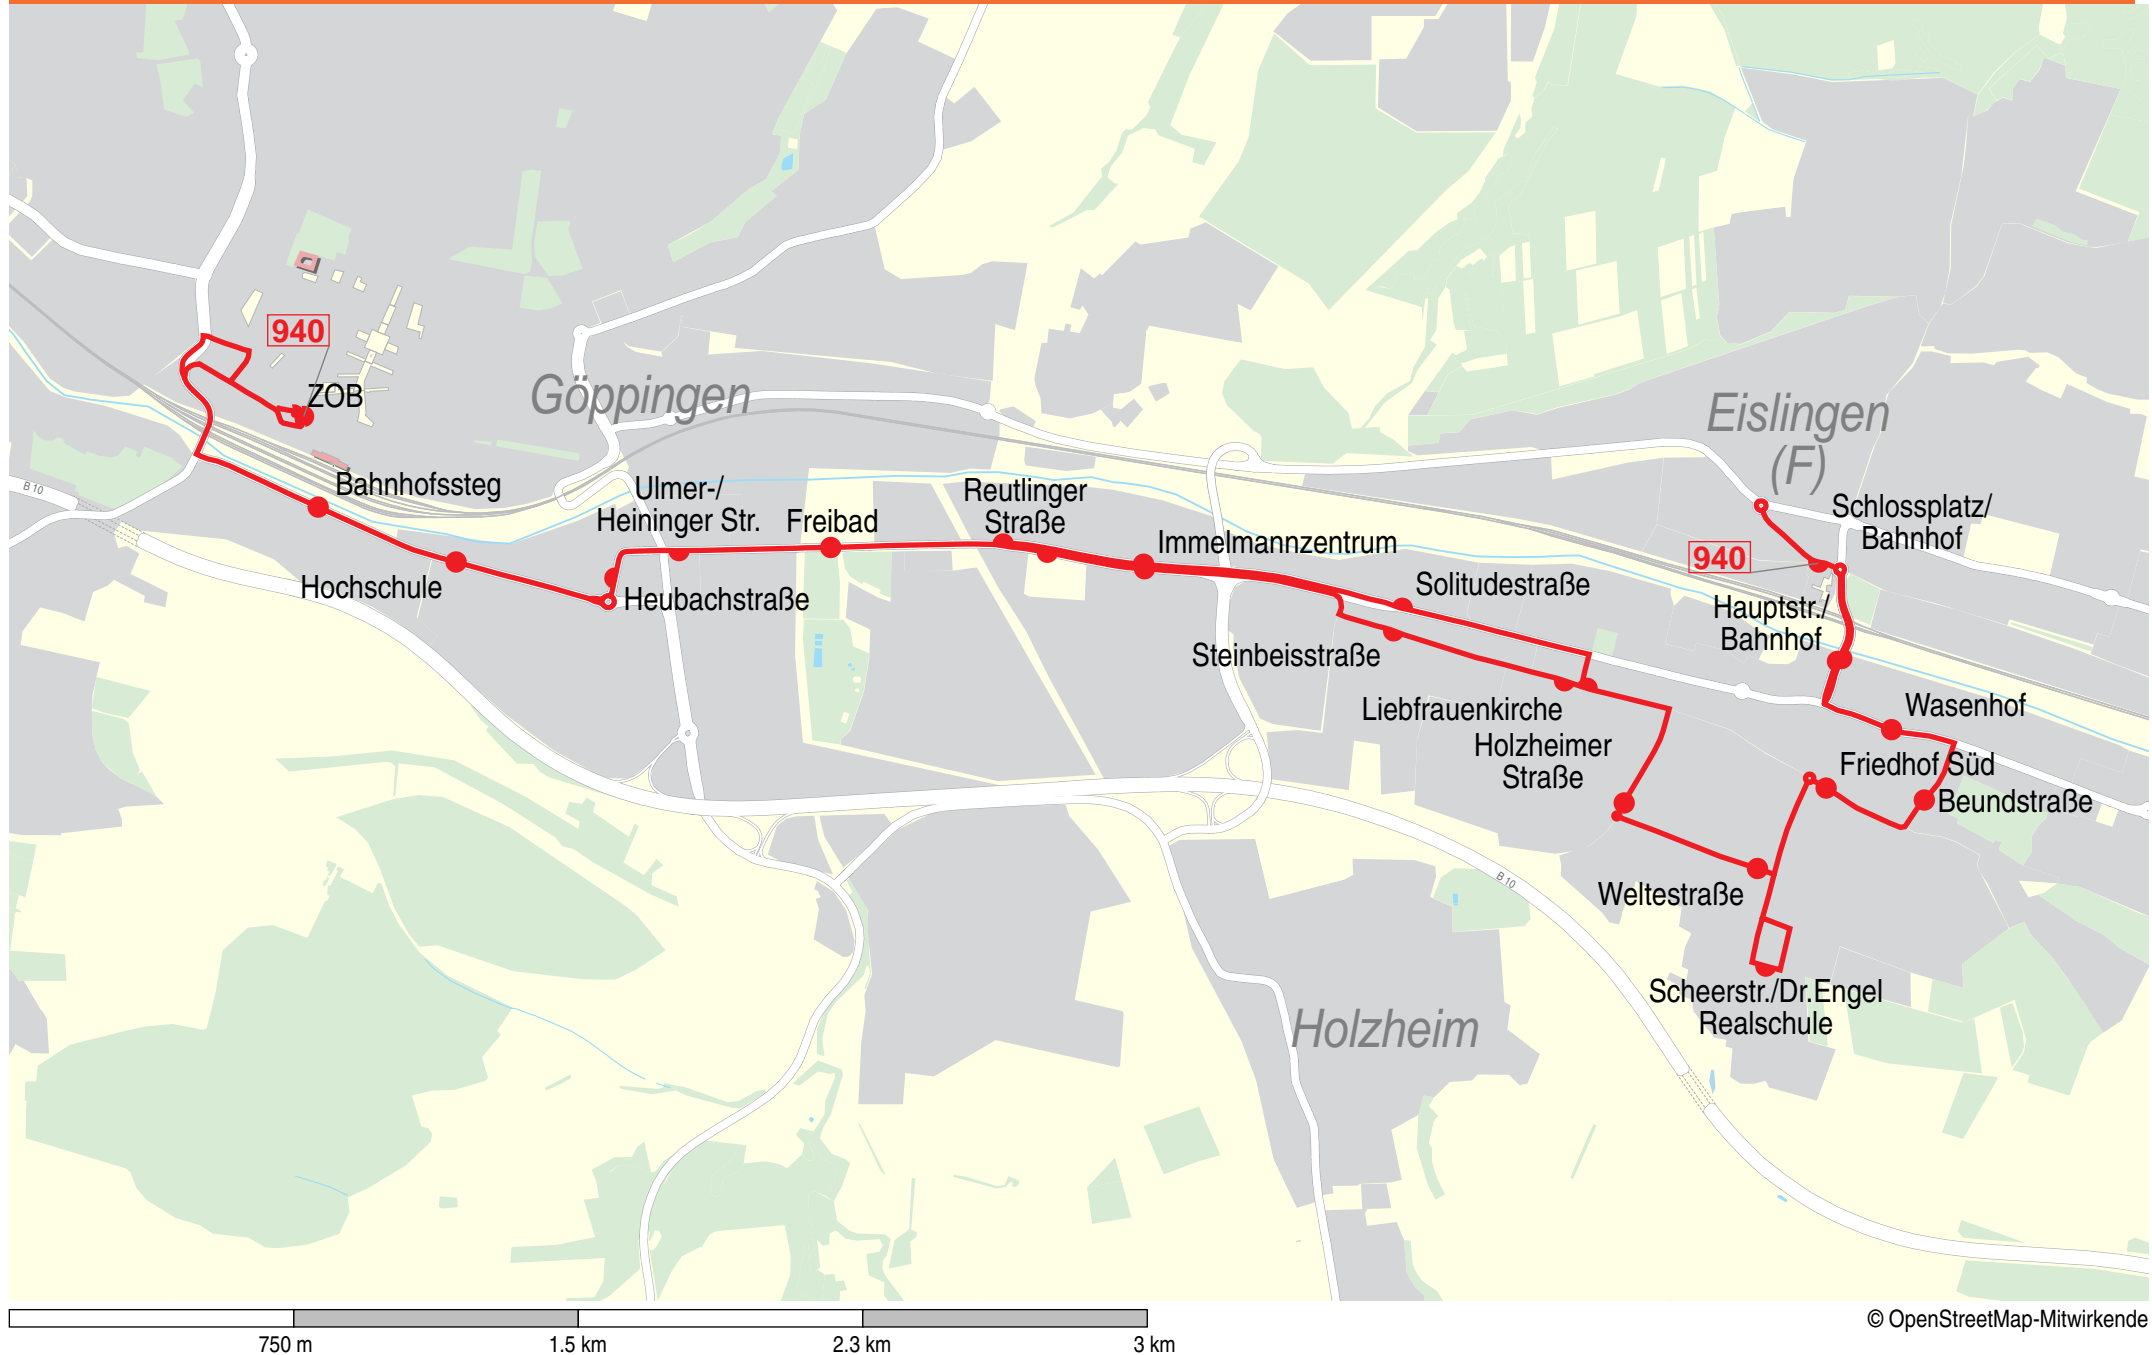 940
ZOB
Göppingen
Eislingen
(F)
B 10
Bahnhofssteg
Ulmer-/
Heininger Str.
Freibad
Reutlinger
Straße
Schlossplatz/
Bahnhof
Immelmannzentrum
940
Hochschule
Heubachstraße
Solitudestraße
Hauptstr./
Bahnhof
Steinbeisstraße
Liebfrauenkirche
Wasenhof
Holzheimer
Straße
Friedhof Süd
Beundstraße
B 10
Weltestraße
Scheerstr./Dr.Engel
Realschule
Holzheim
© OpenStreetMap-Mitwirkende
750 m
1.5 km
2.3 km
3 km